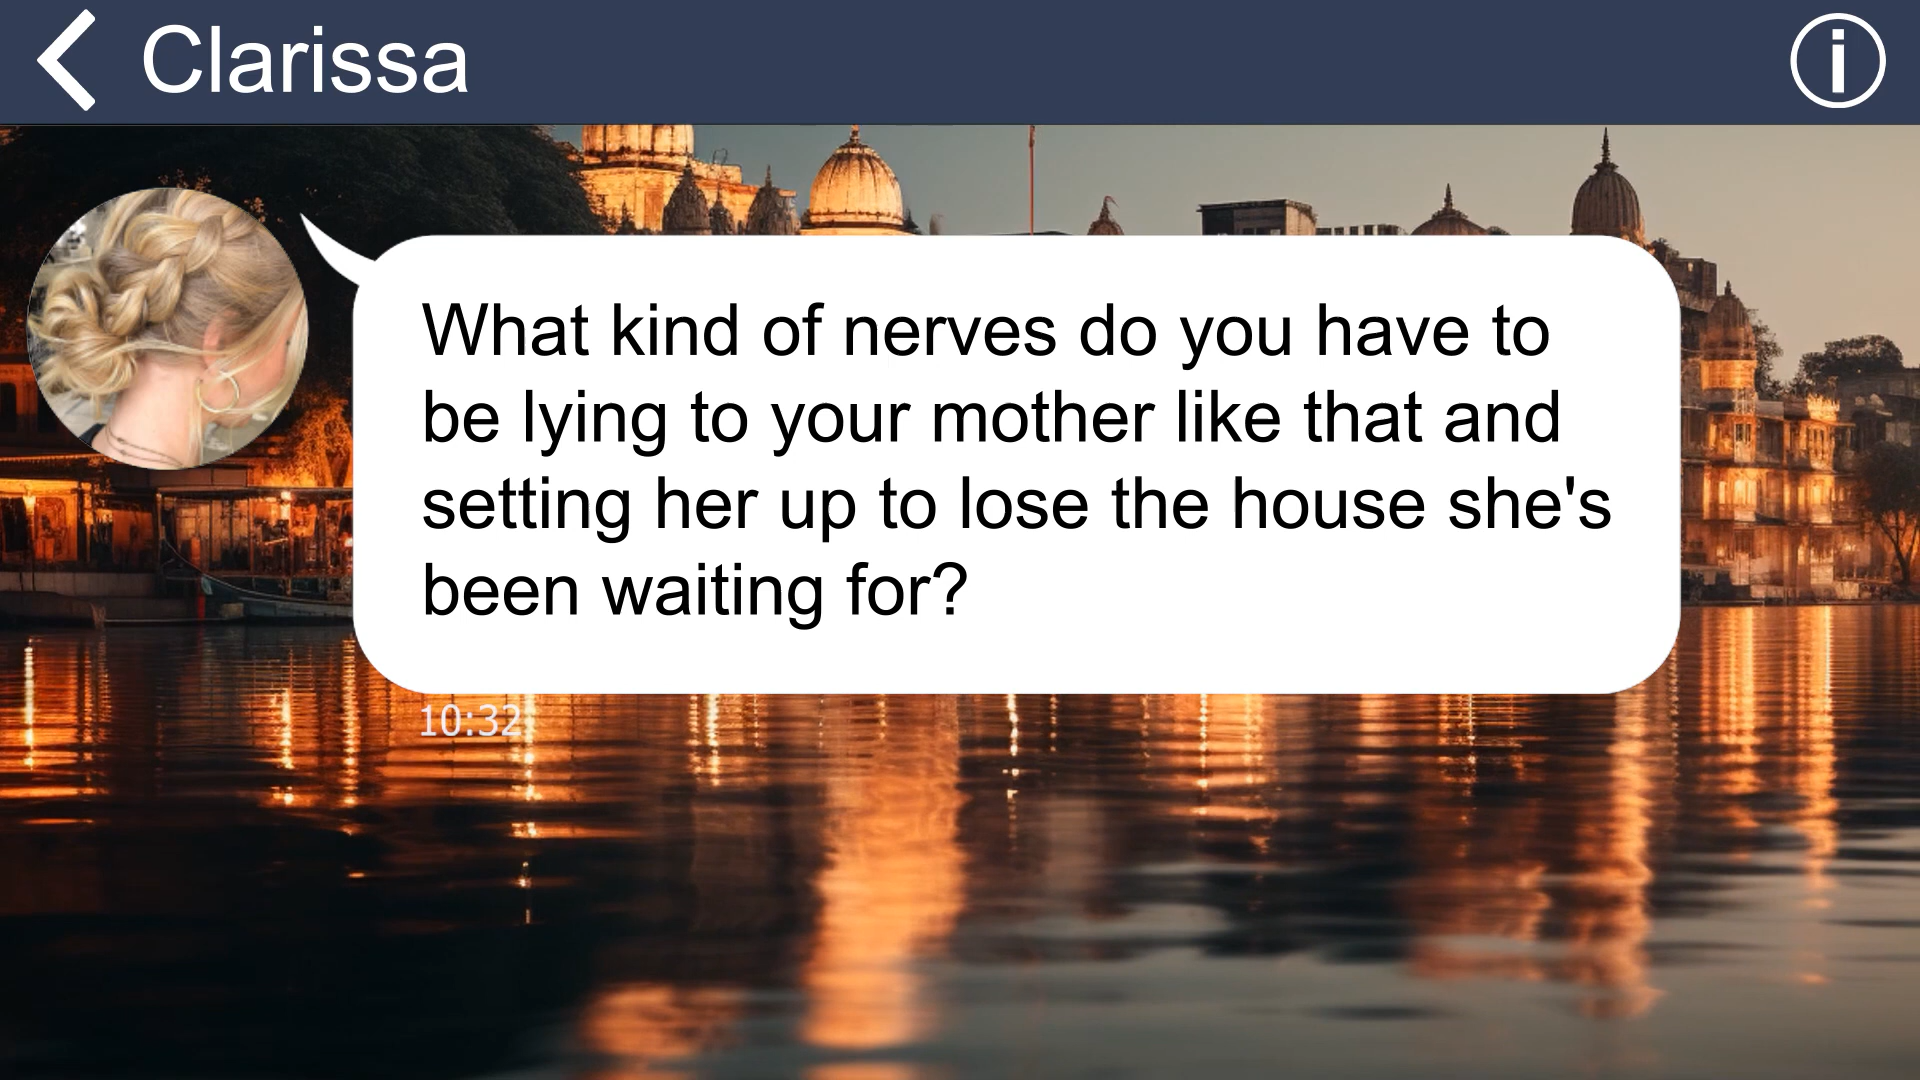 Clarissa
What kind of nerves do you have to
be lying to your mother like that and
setting her up to lose the house she's
been waiting for?
10:32